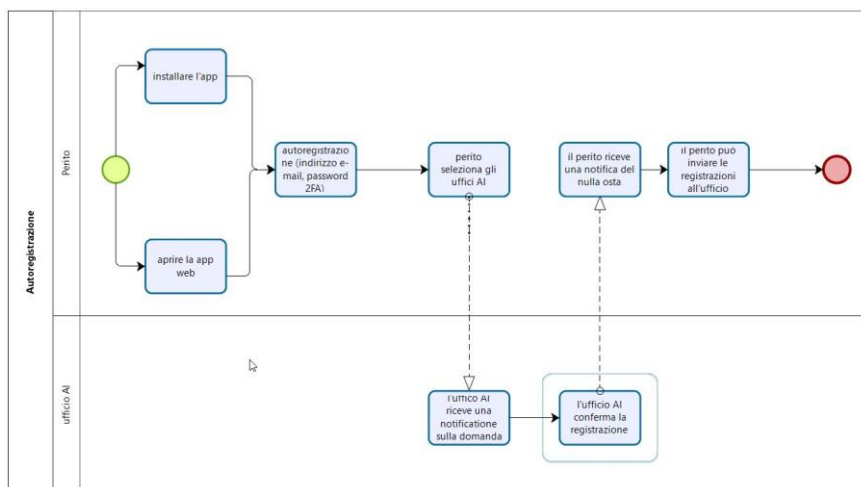 Autoregistrazione
Perito
installare l'app
aprire la app
web
autoregistrazio
ne (indirizzo e-
mail, password
2FA)
perito
seleziona gli
uffici AI
il perito riceve
una notifica del
nulla osta
il perito può
inviare le
registrazioni
all'ufficio
ufficio AI
l'uffico AI
riceve una
notificatione
sulla domanda
l'ufficio AI
conferma la
registrazione